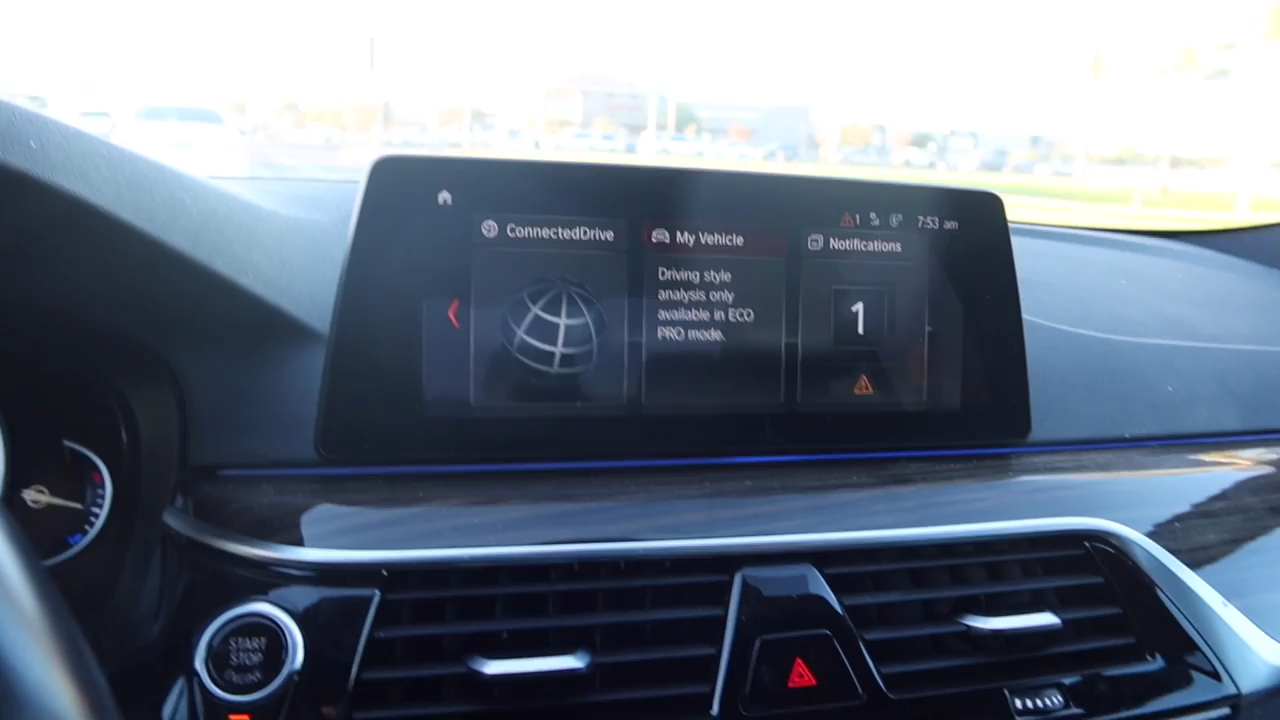 1 7:53 am
ConnectedDrive
My Vehicle
Notifications
Driving style
analysis only
available in ECO
PRO mode.
1
START
STOP